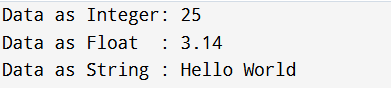 Data as Integer: 25
Data as Float  : 3.14
Data as String : Hello World